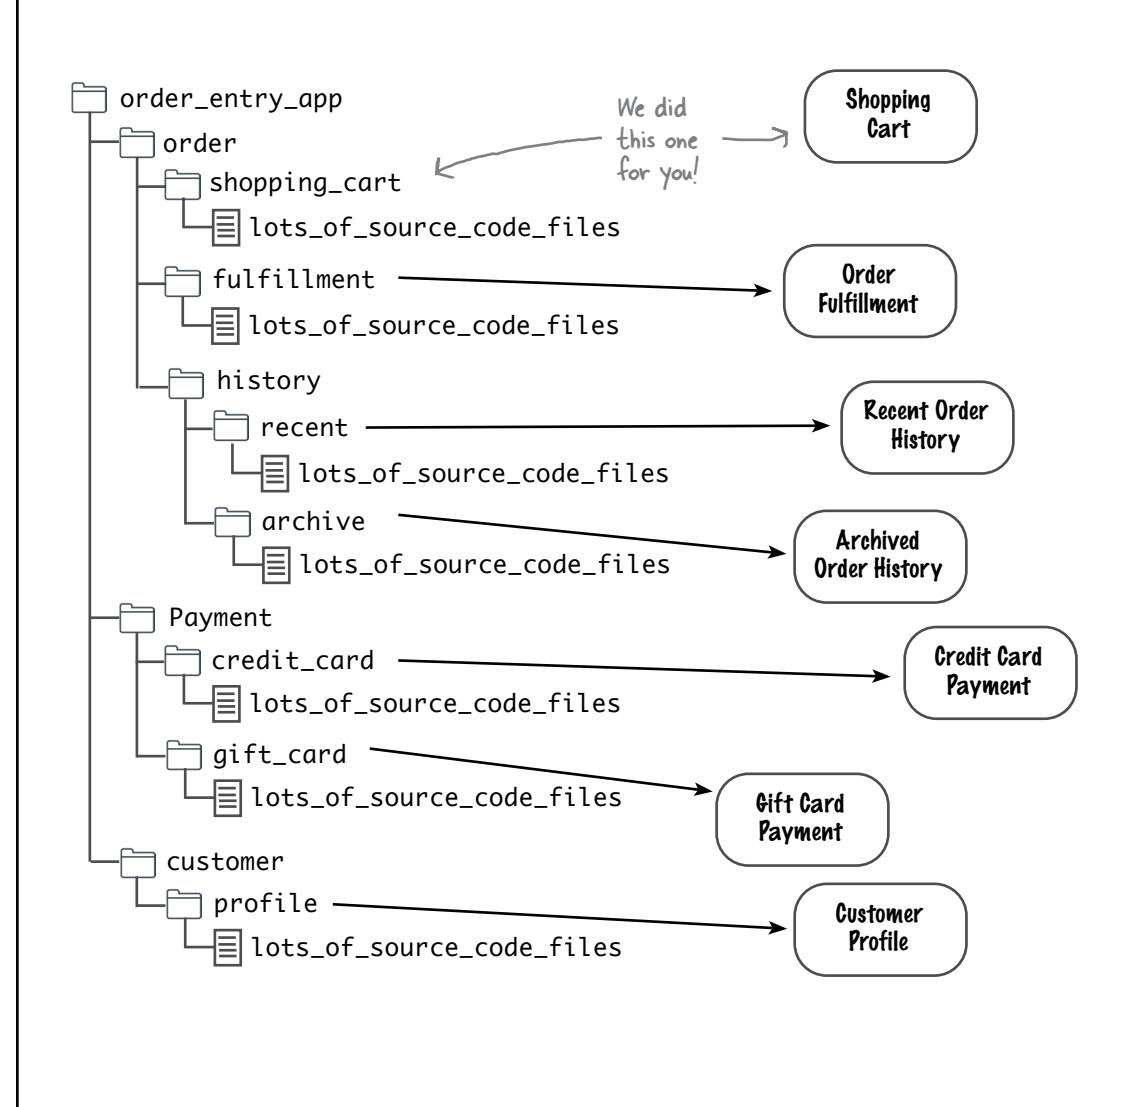 order_entry_app
order
shopping_cart
lots_of_source_code_files
We did
this one
for you!
Shopping
Cart
fulfillment
lots_of_source_code_files
Order
Fulfillment
history
recent
lots_of_source_code_files
Recent Order
History
archive
lots_of_source_code_files
Archived
Order History
Payment
credit_card
lots_of_source_code_files
Credit Card
Payment
gift_card
lots_of_source_code_files
Gift Card
Payment
customer
profile
lots_of_source_code_files
Customer
Profile